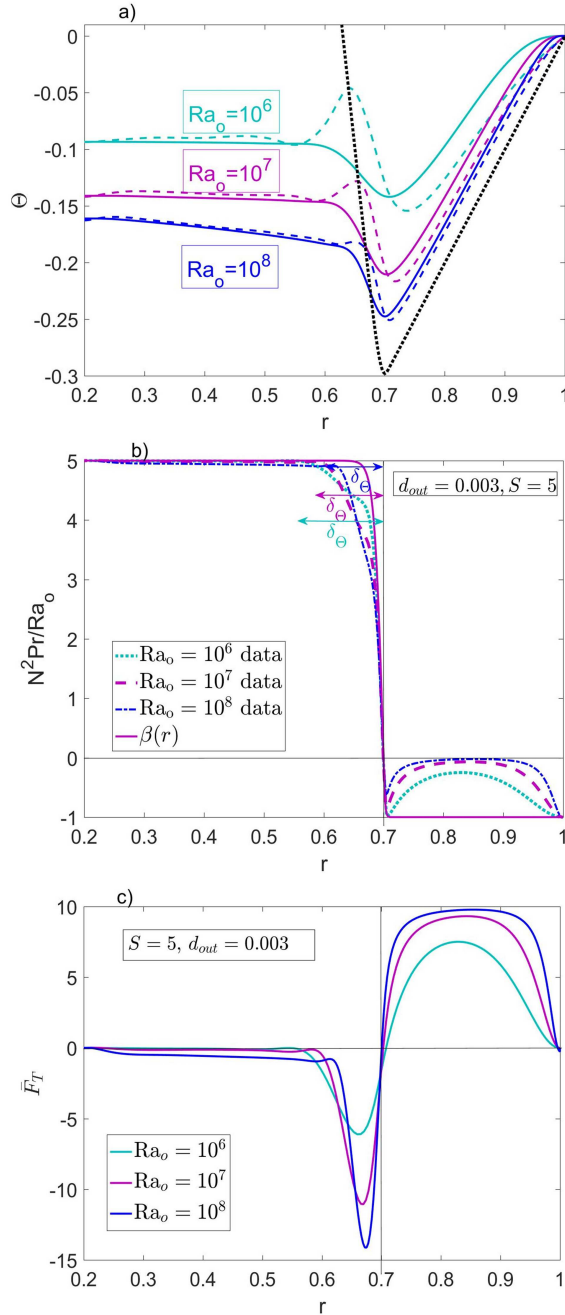 a)
0
-0.05
-0.1
-0.15
-0.2
-0.25
-0.3
Θ
Ra_o=10^6
Ra_o=10^7
Ra_o=10^8
0.2 0.3 0.4 0.5 0.6 0.7 0.8 0.9 1
r
b)
5
4
3
2
1
0
-1
N^2Pr/Ra_o
δ_Θ
δ_Θ
δ_Θ
d_out = 0.003, S = 5
Ra_o = 10^6 data
Ra_o = 10^7 data
Ra_o = 10^8 data
β(r)
0.2 0.3 0.4 0.5 0.6 0.7 0.8 0.9 1
r
c)
10
5
0
-5
-10
-15
F̄_T
S = 5, d_out = 0.003
Ra_o = 10^6
Ra_o = 10^7
Ra_o = 10^8
0.2 0.3 0.4 0.5 0.6 0.7 0.8 0.9 1
r